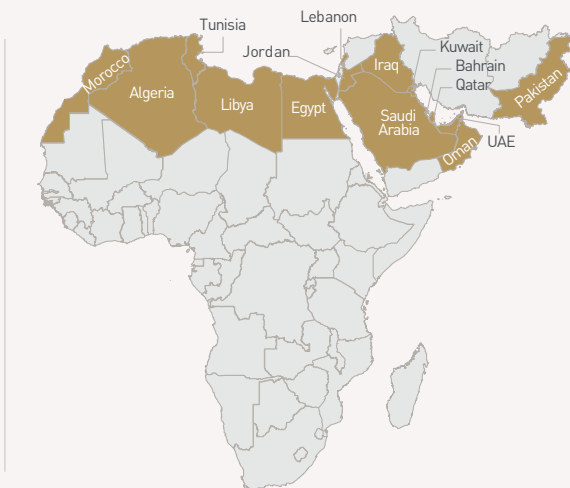 Lebanon
Tunisia
Jordan
Kuwait
Bahrain
Qatar
Morocco
Algeria
Libya
Egypt
Iraq
Saudi
Arabia
Oman
UAE
Pakistan